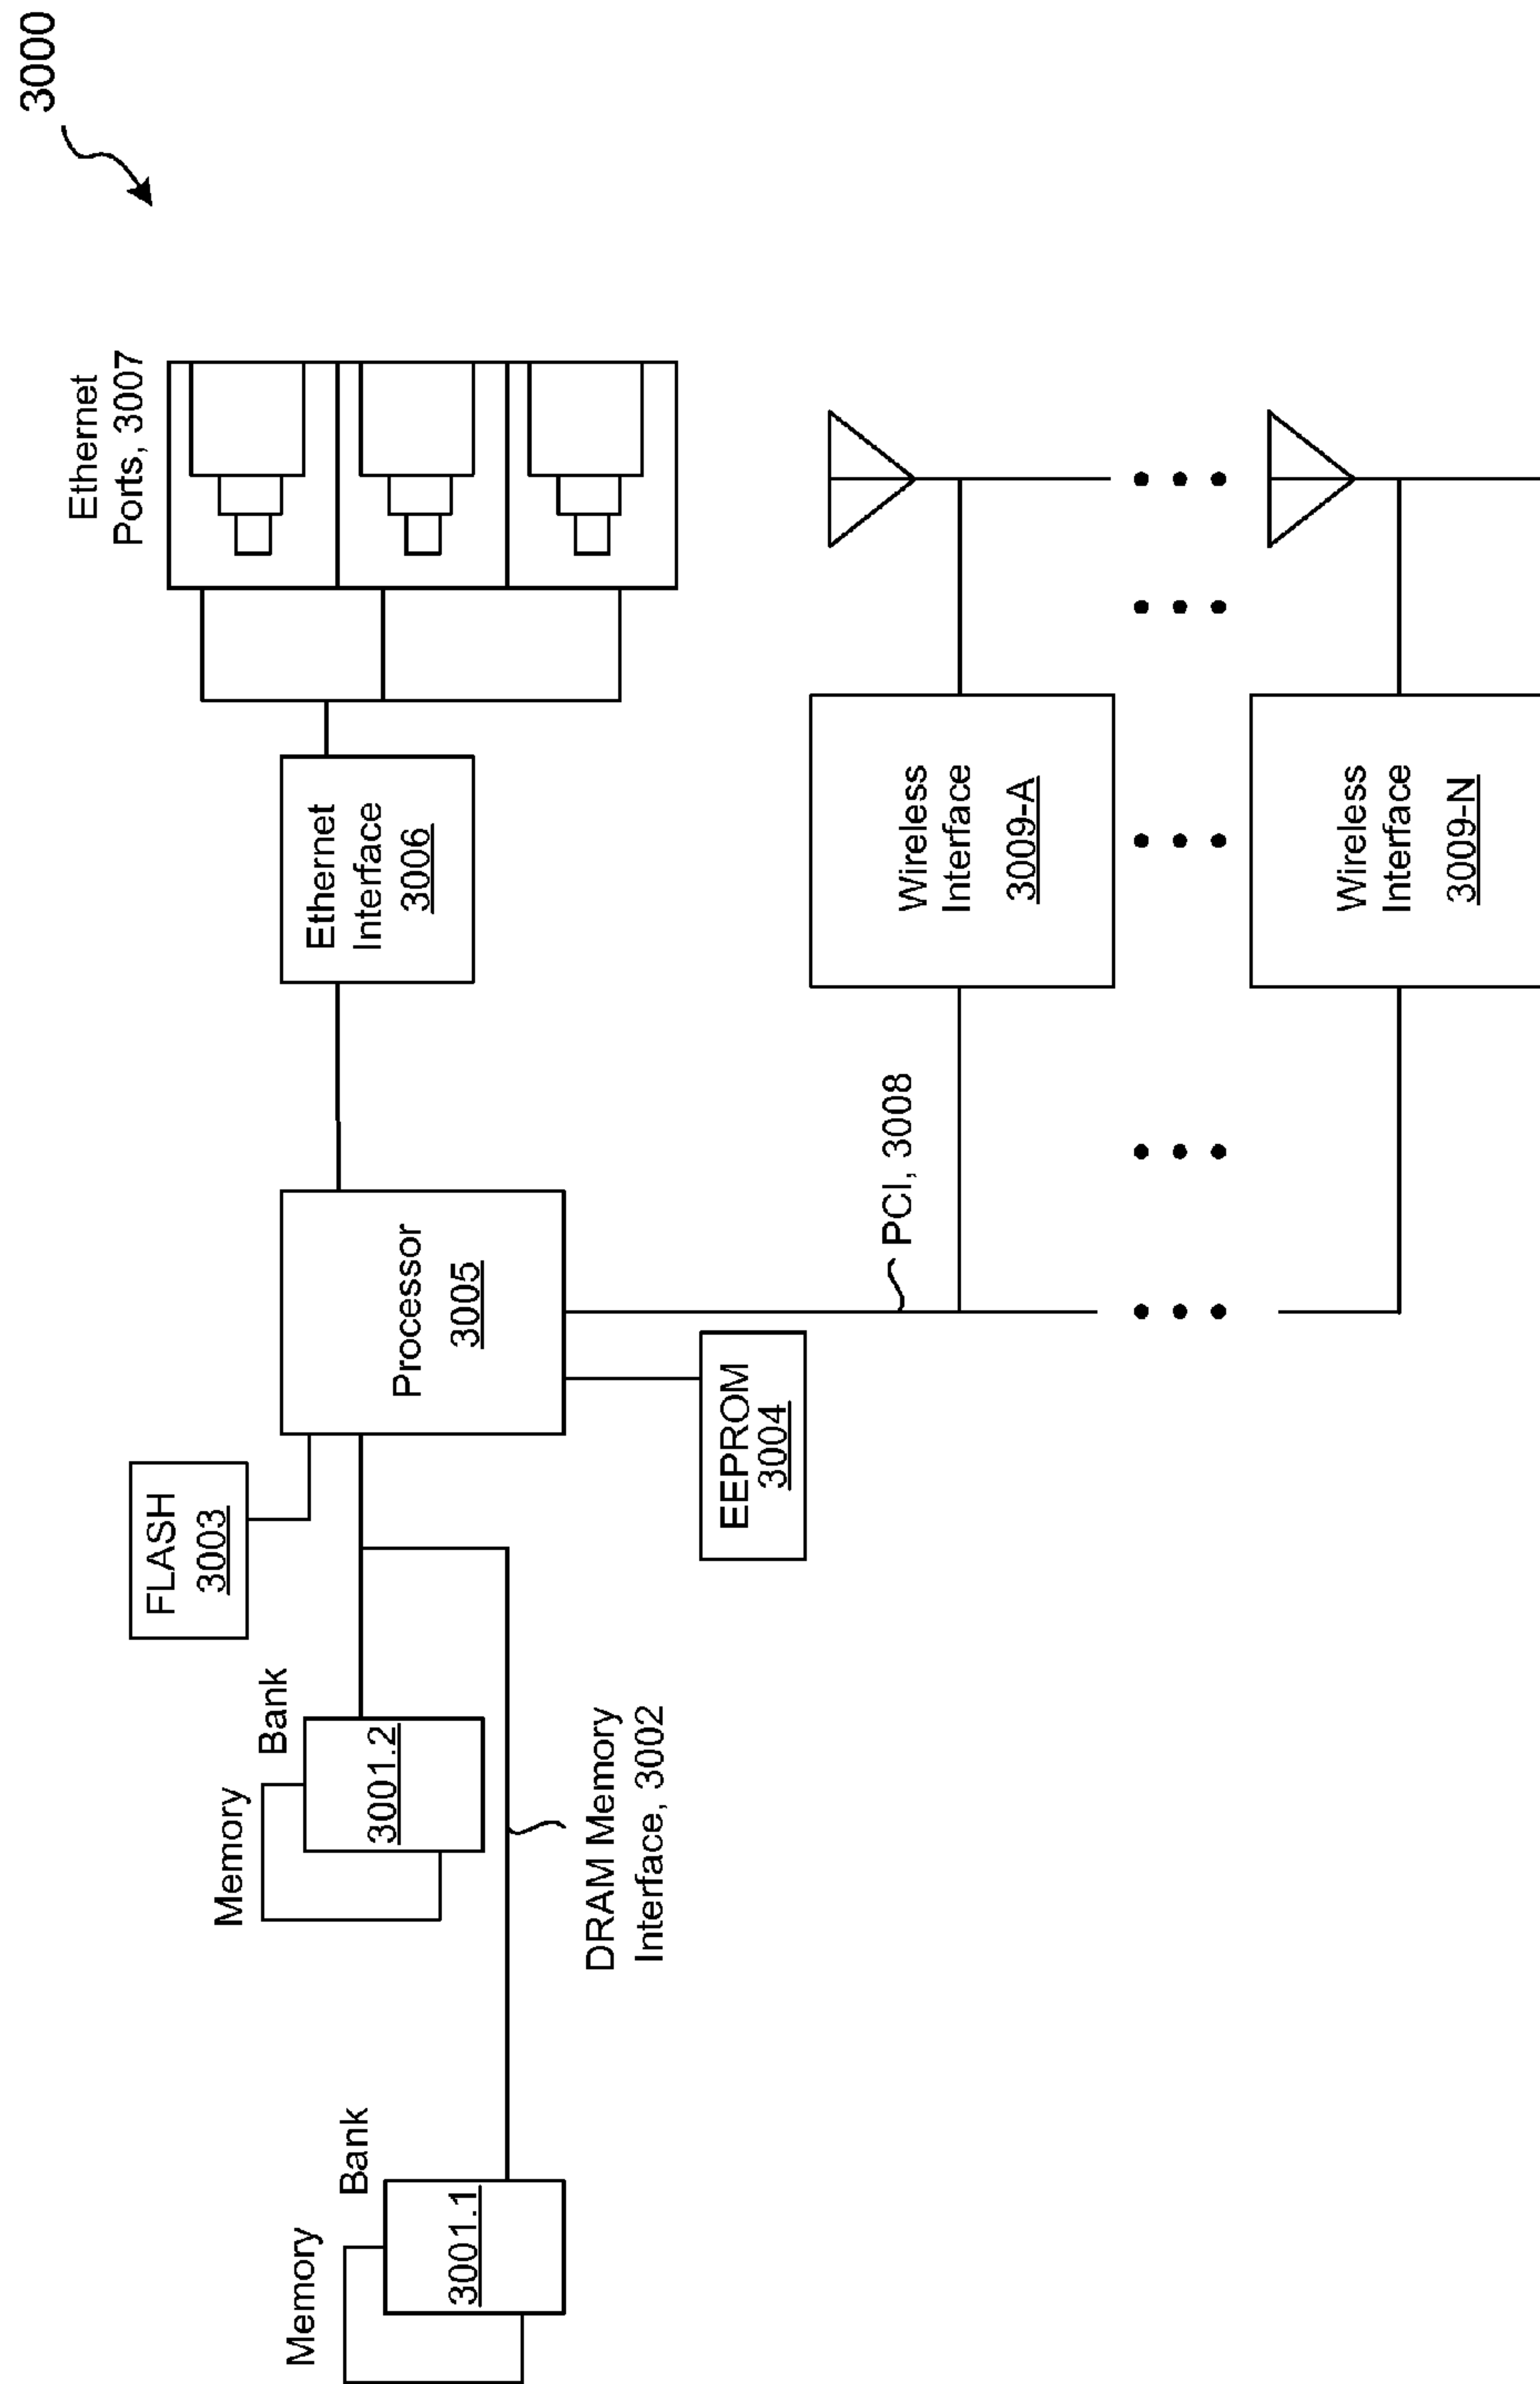 3000
Ethernet
Ports, 3007
Ethernet
Interface
3006
Processor
3005
FLASH
3003
Memory
Bank
3001.2
Memory
Bank
3001.1
DRAM Memory
Interface, 3002
EEPROM
3004
PCI, 3008
Wireless
Interface
3009-A
Wireless
Interface
3009-N